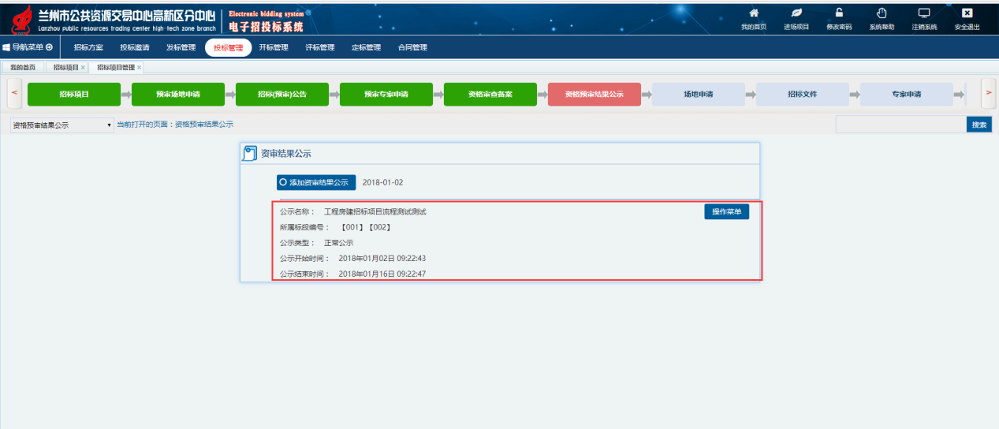 兰州市公共资源交易中心高新区分中心
Lanzhou public resources trading center high-tech zone branch
Electronic bidding system
电子招投标系统
我的首页 进场项目 修改密码 系统帮助 注销系统 安全退出
导航菜单 招标方案 投标邀请 发标管理 投标管理 开标管理 评标管理 定标管理 合同管理
我的首页 招标项目 × 招标项目管理 ×
< 招标项目 预审场地申请 招标(预审)公告 预审专家申请 资格审查备案 资格预审结果公示 场地申请 招标文件 专家申请 >
资格预审结果公示 当前打开的页面：资格预审结果公示 搜索
资审结果公示
添加资审结果公示 2018-01-02
公示名称： 工程房建招标项目流程测试测试 操作菜单
所属标段编号： 【001】【002】
公示类型： 正常公示
公示开始时间： 2018年01月02日 09:22:43
公示结束时间： 2018年01月16日 09:22:47